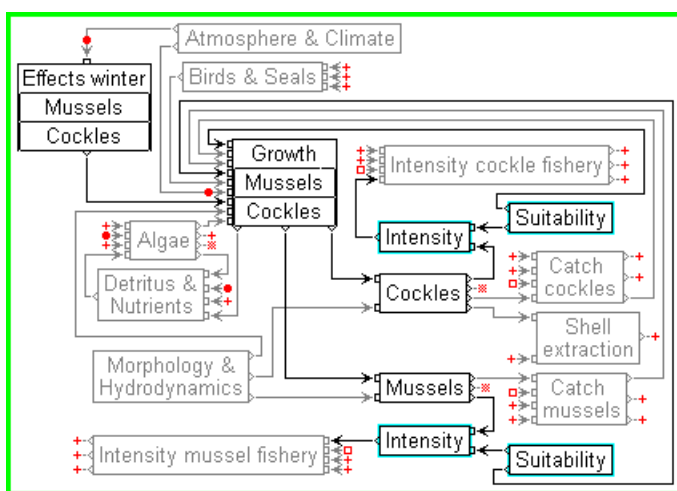 Atmosphere & Climate
Effects winter
Mussels
Cockles
Birds & Seals
Growth
Mussels
Cockles
Intensity cockle fishery
Suitability
Intensity
Algae
Detritus &
Nutrients
Cockles
Catch
cockles
Shell
extraction
Morphology &
Hydrodynamics
Mussels
Catch
mussels
Intensity
Intensity mussel fishery
Suitability